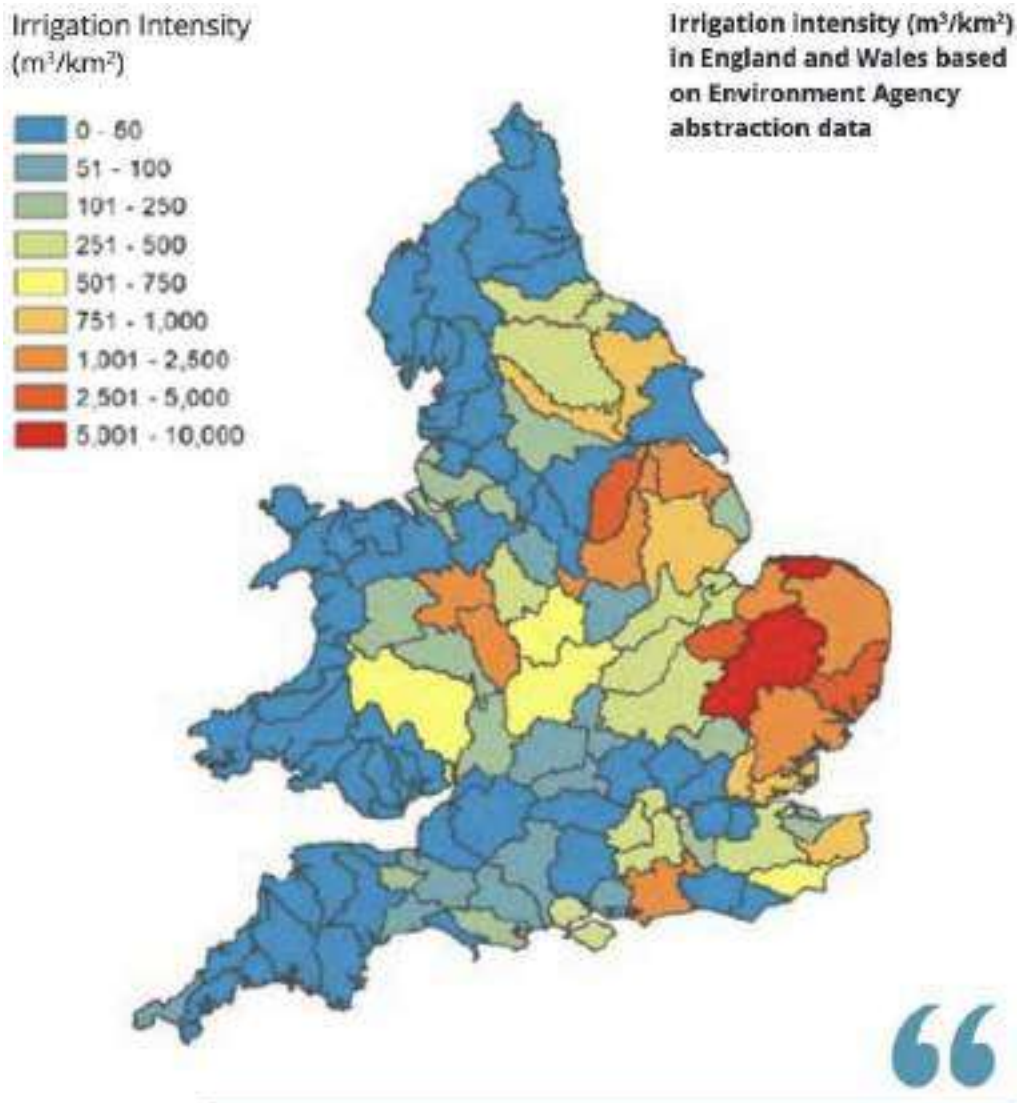 Irrigation Intensity
(m³/km²)
0 - 50
51 - 100
101 - 250
251 - 500
501 - 750
751 - 1,000
1,001 - 2,500
2,501 - 5,000
5,001 - 10,000
Irrigation intensity (m³/km²)
in England and Wales based
on Environment Agency
abstraction data
“